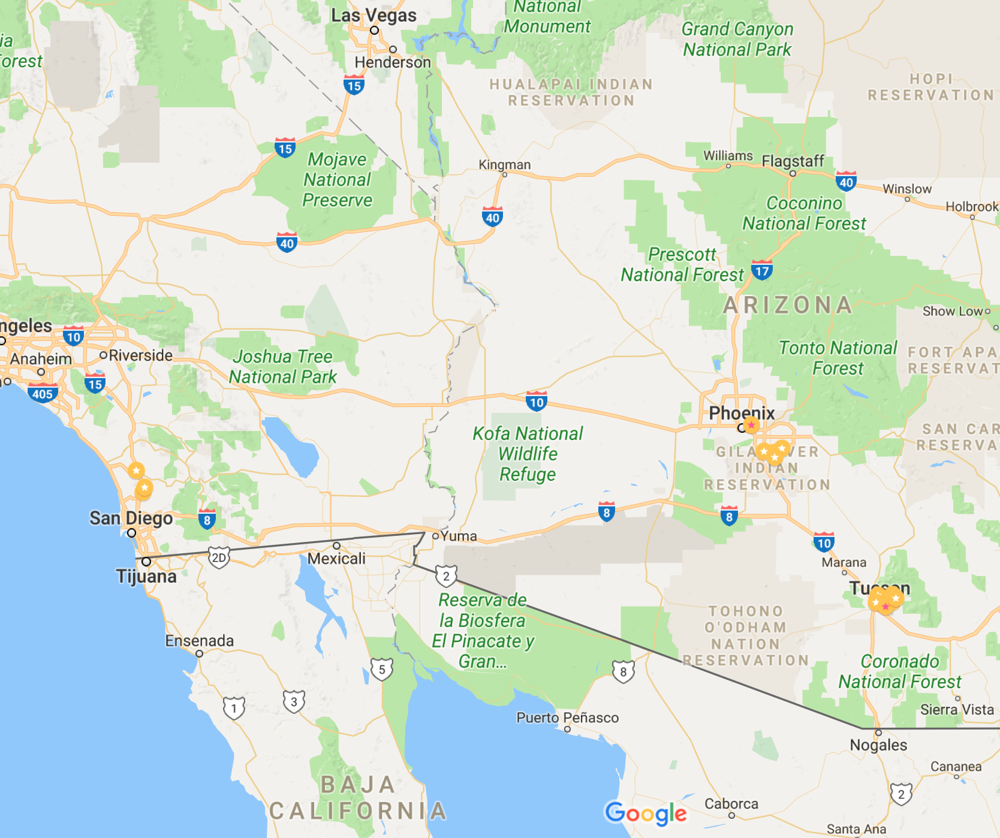 Las Vegas
Henderson
National
Monument
Grand Canyon
National Park
ia
orest
HUALAPAI INDIAN
RESERVATION
HOPI
RESERVATION
15
15
Mojave
National
Preserve
Kingman
Williams
Flagstaff
40
Winslow
Holbrook
Coconino
National Forest
40
40
Prescott
National Forest
17
ARIZONA
Show Low
ngeles
10
Anaheim
Riverside
15
405
Joshua Tree
National Park
Tonto National
Forest
FORT APA
RESERVAT
10
Phoenix
Kofa National
Wildlife
Refuge
SAN CAR
RESERVA
GILA VER
INDIAN
RESERVATION
San Diego
8
8
8
Yuma
10
2D
Mexicali
Tijuana
2
Marana
Tucson
Reserva de
la Biosfera
El Pinacate y
Gran...
TOHONO
O'ODHAM
NATION
RESERVATION
Ensenada
5
8
Coronado
National Forest
1
3
Puerto Peñasco
Sierra Vista
Nogales
Cananea
BAJA
CALIFORNIA
Google
Caborca
2
Santa Ana